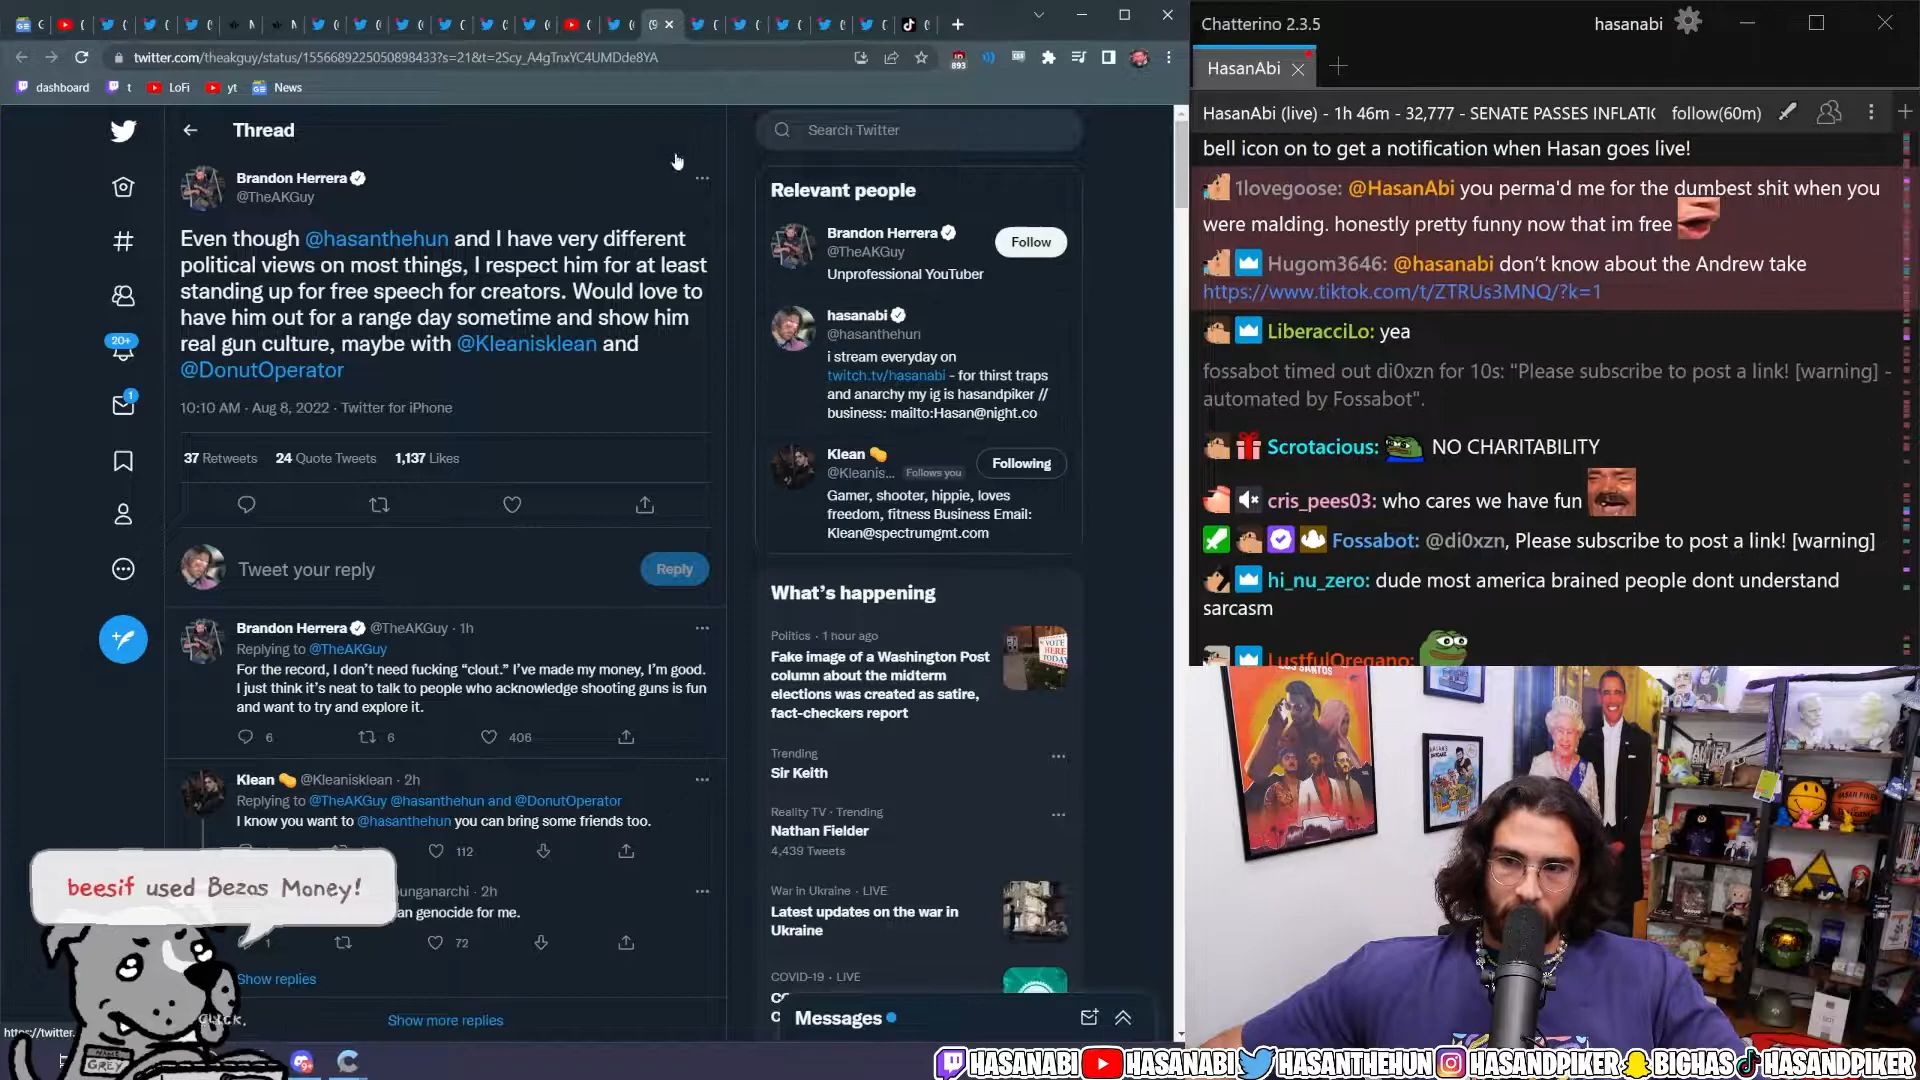 twitter.com/theakguy/status/1556689225050898433?s=21&t=2Scy_A4gTnxYC4UMDde8YA
893
dashboard
t
LoFi
yt
News
Thread
Brandon Herrera
@TheAKGuy
Even though @hasanthehun and I have very different
political views on most things, I respect him for at least
standing up for free speech for creators. Would love to
have him out for a range day sometime and show him
real gun culture, maybe with @Kleanisklean and
@DonutOperator
10:10 AM · Aug 8, 2022 · Twitter for iPhone
37 Retweets 24 Quote Tweets 1,137 Likes
20+
1
Tweet your reply
Reply
Brandon Herrera @TheAKGuy · 1h
Replying to @TheAKGuy
For the record, I don’t need fucking “clout.” I’ve made my money, I’m good.
I just think it’s neat to talk to people who acknowledge shooting guns is fun
and want to try and explore it.
6 6 406
Klean @Kleanisklean · 2h
Replying to @TheAKGuy @hasanthehun and @DonutOperator
I know you want to @hasanthehun you can bring some friends too.
112
unganarchi · 2h
an genocide for me.
1 72
Show replies
Show more replies
beesif used Bezos Money!
CLICK.
GREY
https://twitter.
Search Twitter
Relevant people
Brandon Herrera
@TheAKGuy
Follow
Unprofessional YouTuber
hasanabi
@hasanthehun
i stream everyday on
twitch.tv/hasanabi - for thirst traps
and anarchy my ig is hasandpiker //
business: mailto:Hasan@night.co
Klean
@Kleanis... Follows you
Following
Gamer, shooter, hippie, loves
freedom, fitness Business Email:
Klean@spectrumgmt.com
What’s happening
Politics · 1 hour ago
Fake image of a Washington Post
column about the midterm
elections was created as satire,
fact-checkers report
Trending
Sir Keith
Reality TV · Trending
Nathan Fielder
4,439 Tweets
War in Ukraine · LIVE
Latest updates on the war in
Ukraine
COVID-19 · LIVE
Messages
Chatterino 2.3.5
hasanabi
HasanAbi
HasanAbi (live) - 1h 46m - 32,777 - SENATE PASSES INFLATIC
follow(60m)
bell icon on to get a notification when Hasan goes live!
1lovegoose: @HasanAbi you perma'd me for the dumbest shit when you
were malding. honestly pretty funny now that im free
Hugom3646: @hasanabi don’t know about the Andrew take
https://www.tiktok.com/t/ZTRUs3MNQ/?k=1
LiberacciLo: yea
fossabot timed out di0xzn for 10s: "Please subscribe to post a link! [warning] -
automated by Fossabot".
Scrotacious: NO CHARITABILITY
cris_pees03: who cares we have fun
Fossabot: @di0xzn, Please subscribe to post a link! [warning]
hi_nu_zero: dude most america brained people dont understand
sarcasm
LustfulOregano:
LOS SANTOS
HASAN PIKER
HASANABI HASANABI HASANTHEHUN HASANDPIKER BIGHAS HASANDPIKER